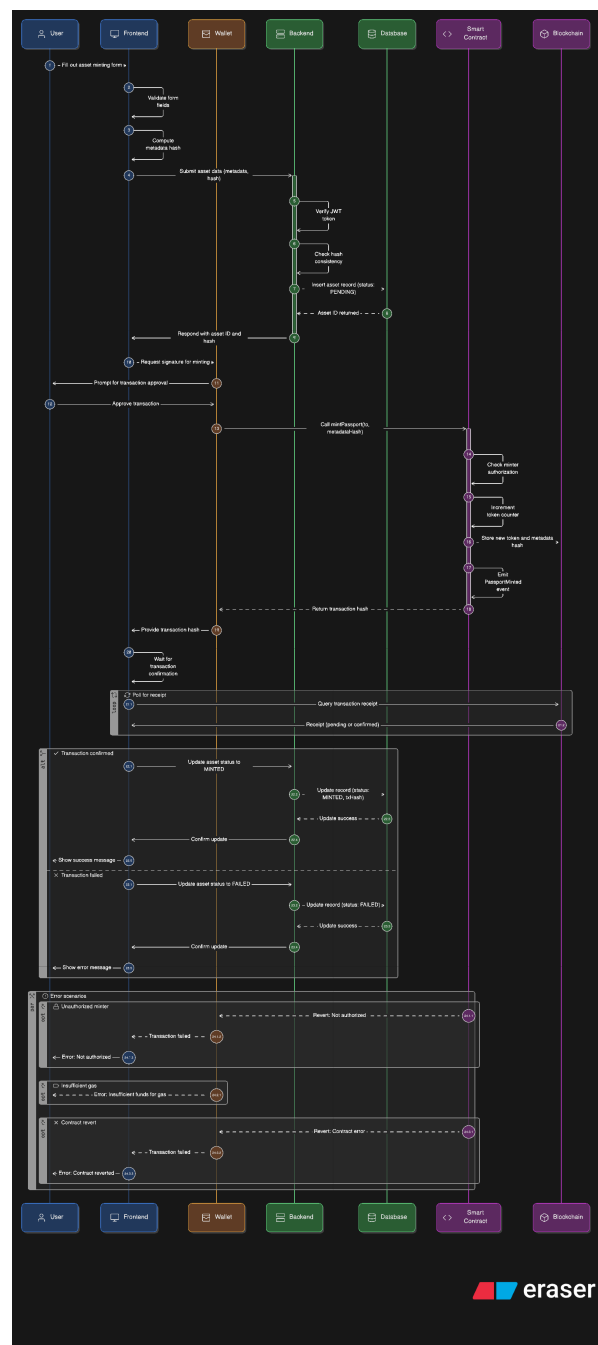 User
Frontend
Wallet
Backend
Database
Smart
Contract
Blockchain
Fill out asset minting form
Validate form
fields
Compute
metadata hash
Submit asset data (metadata,
hash)
Verify JWT
token
Check hash
consistency
Insert asset record (status:
PENDING)
Asset ID returned
Respond with asset ID and
hash
Request signature for minting
Prompt for transaction approval
Approve transaction
Call mintPassport(to,
metadataHash)
Check minter
authorization
Increment
token counter
Store new token and metadata
hash
Emit
PassportMinted
event
Return transaction hash
Provide transaction hash
Wait for
transaction
confirmation
loop
Poll for receipt
Query transaction receipt
Receipt (pending or confirmed)
alt
Transaction confirmed
Update asset status to
MINTED
Update record (status:
MINTED, txHash)
Update success
Confirm update
Show success message
Transaction failed
Update asset status to FAILED
Update record (status: FAILED)
Update success
Confirm update
Show error message
par
Error scenarios
opt
Unauthorized minter
Revert: Not authorized
Transaction failed
Error: Not authorized
opt
Insufficient gas
Error: Insufficient funds for gas
opt
Contract revert
Revert: Contract error
Transaction failed
Error: Contract reverted
User
Frontend
Wallet
Backend
Database
Smart
Contract
Blockchain
eraser